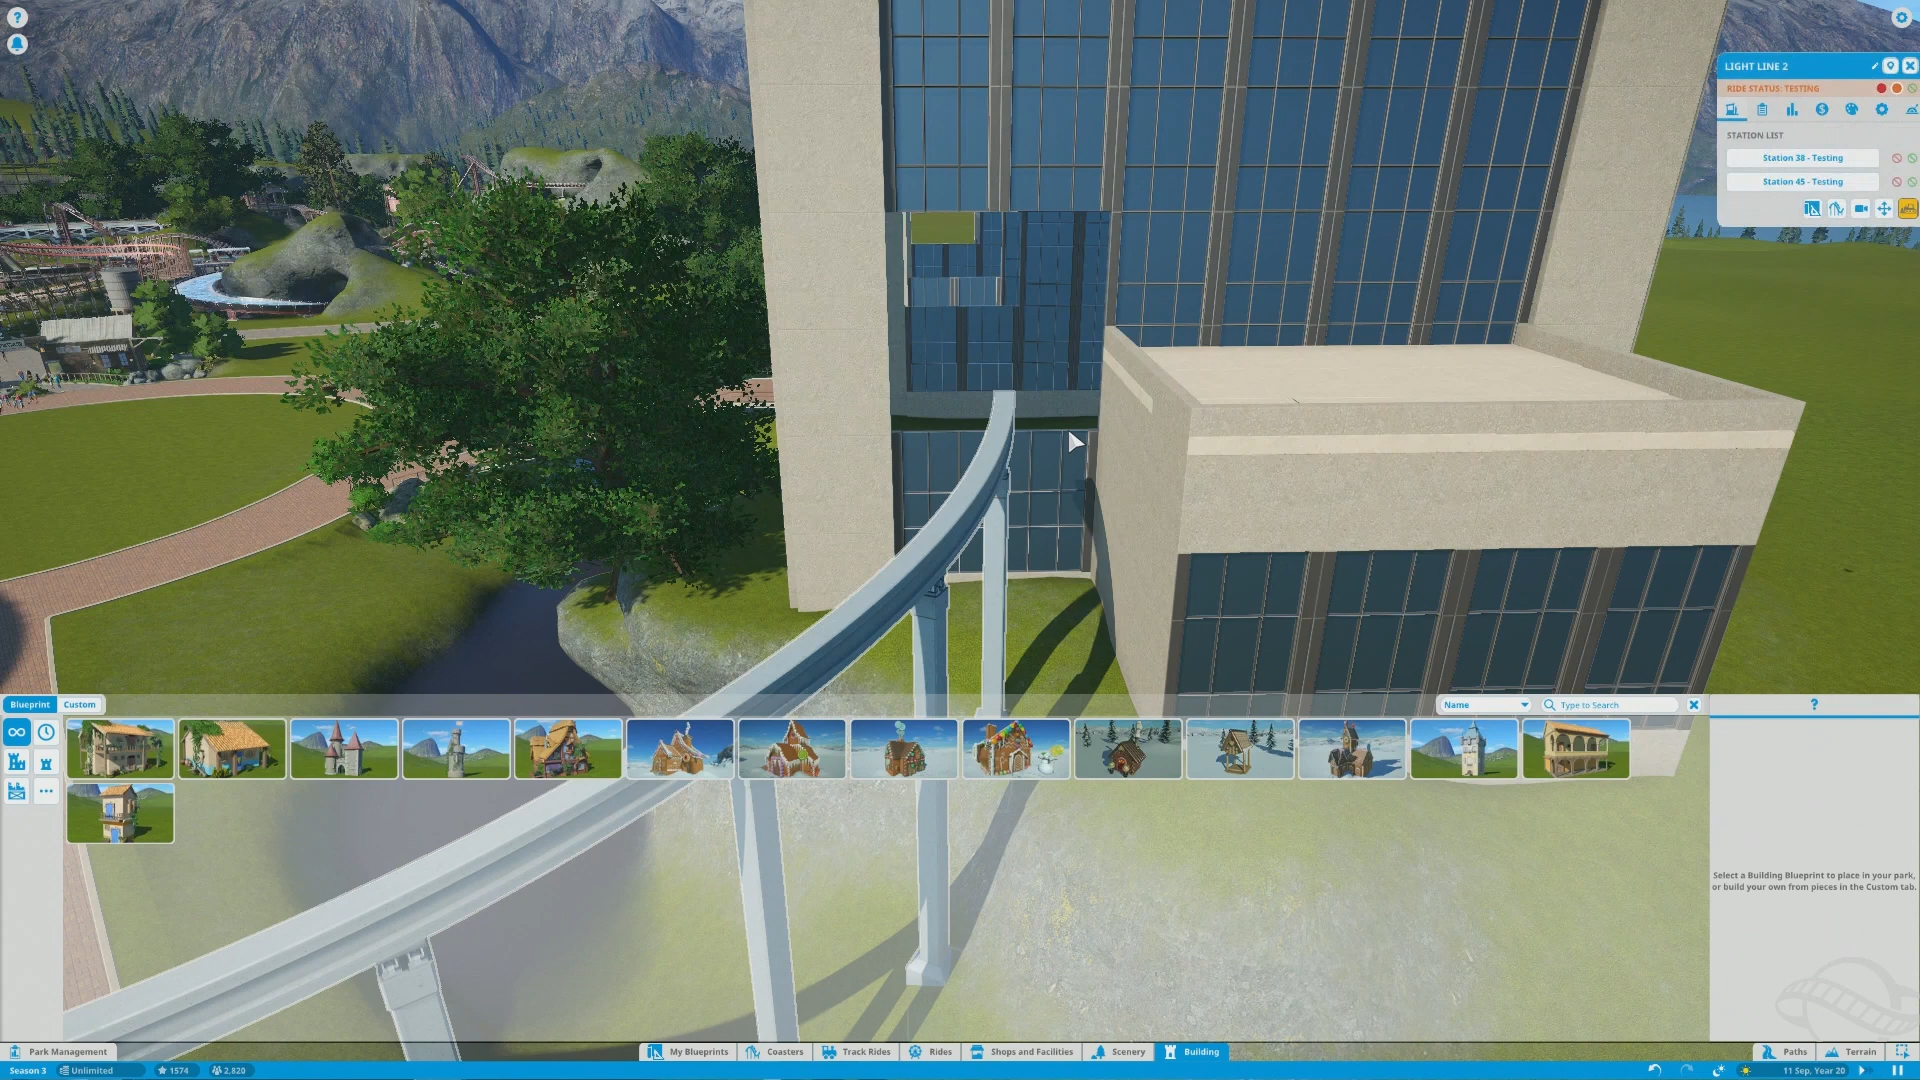 ?
LIGHT LINE 2
RIDE STATUS: TESTING
STATION LIST
Station 38 - Testing
Station 45 - Testing
Blueprint Custom
Name
Type to Search
?
Select a Building Blueprint to place in your park,
or build your own from pieces in the Custom tab.
Park Management
My Blueprints Coasters Track Rides Rides Shops and Facilities Scenery Building
Paths Terrain
Season 3 Unlimited 1574 2,820
11 Sep, Year 20